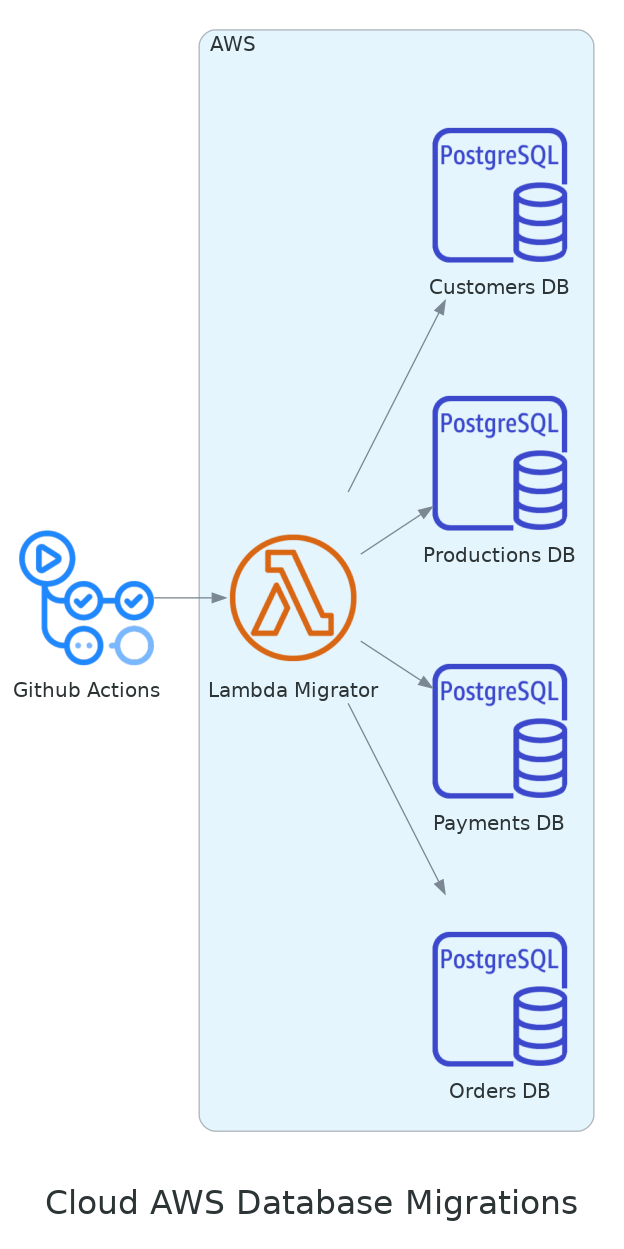 AWS
PostgreSQL
Customers DB
PostgreSQL
Productions DB
Github Actions
Lambda Migrator
PostgreSQL
Payments DB
PostgreSQL
Orders DB
Cloud AWS Database Migrations